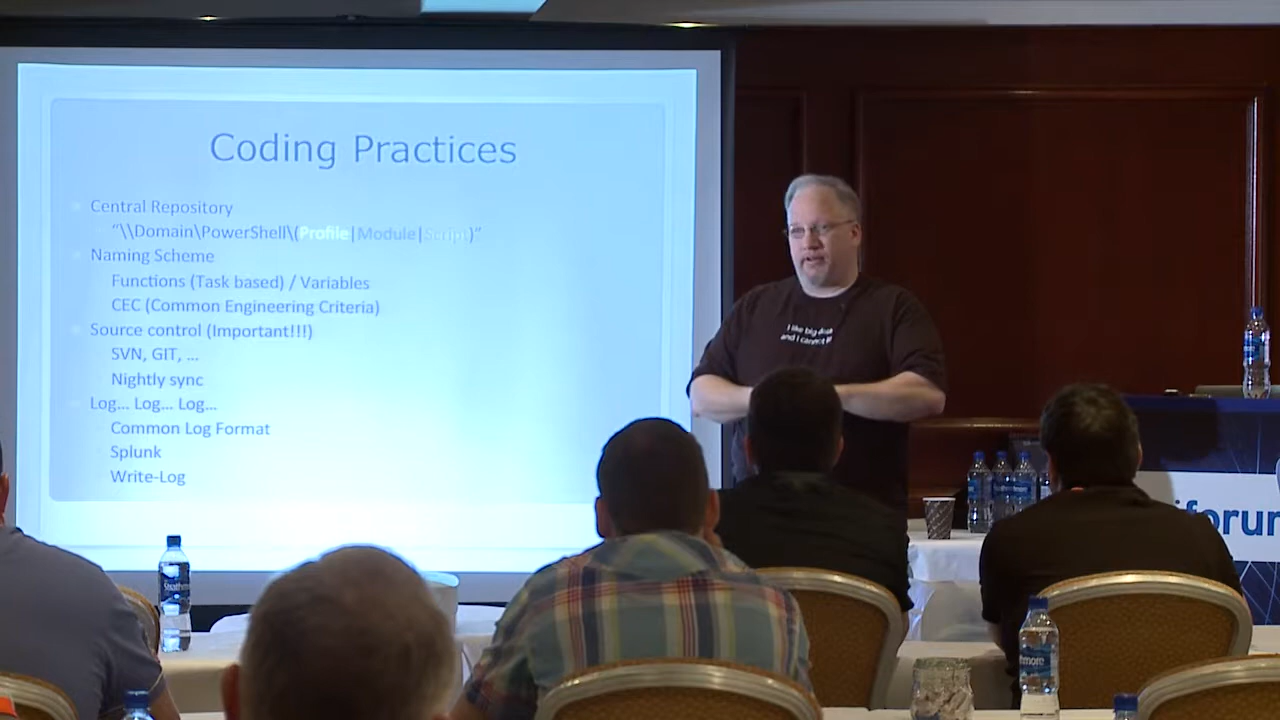 Coding Practices
Central Repository
"\\Domain\PowerShell\(Profile|Module|Script)"
Naming Scheme
Functions (Task based) / Variables
CEC (Common Engineering Criteria)
Source control (Important!!!)
SVN, GIT, ...
Nightly sync
Log... Log... Log...
Common Log Format
Splunk
Write-Log
I like big
and I cannot